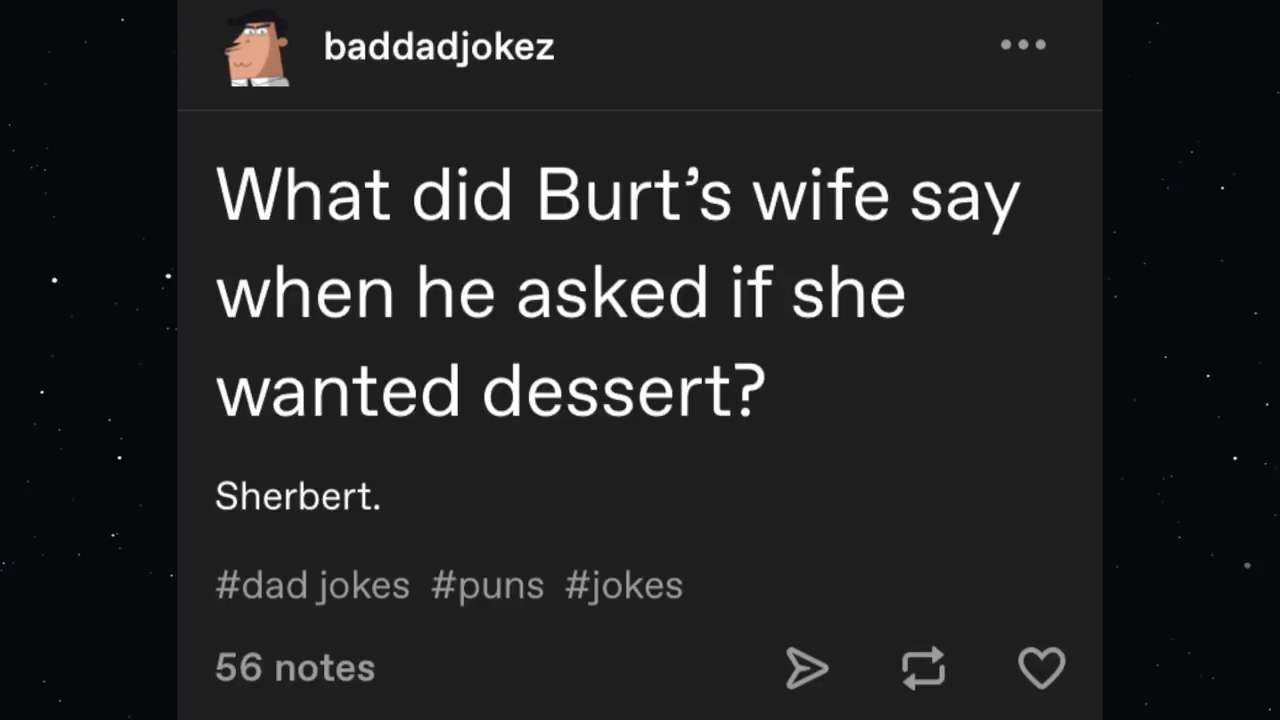 baddadjokez
What did Burt’s wife say
when he asked if she
wanted dessert?
Sherbert.
#dad jokes #puns #jokes
56 notes